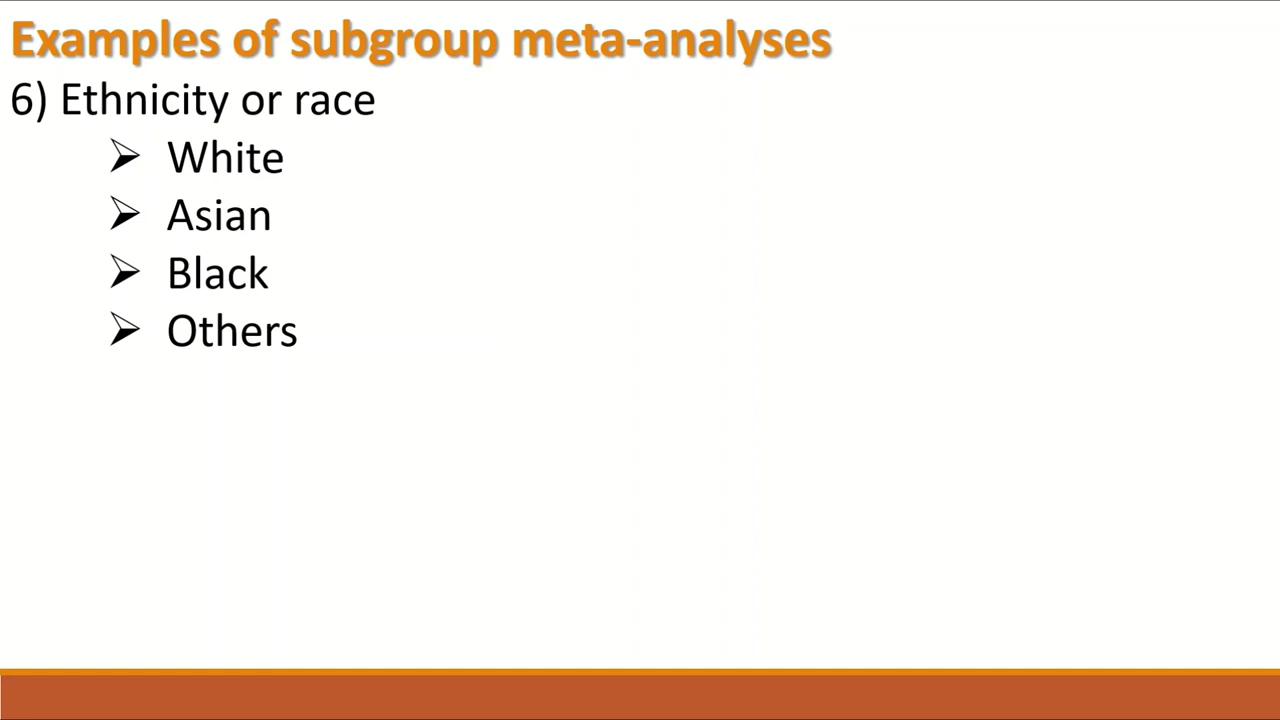 Examples of subgroup meta-analyses
6) Ethnicity or race
➢ White
➢ Asian
➢ Black
➢ Others